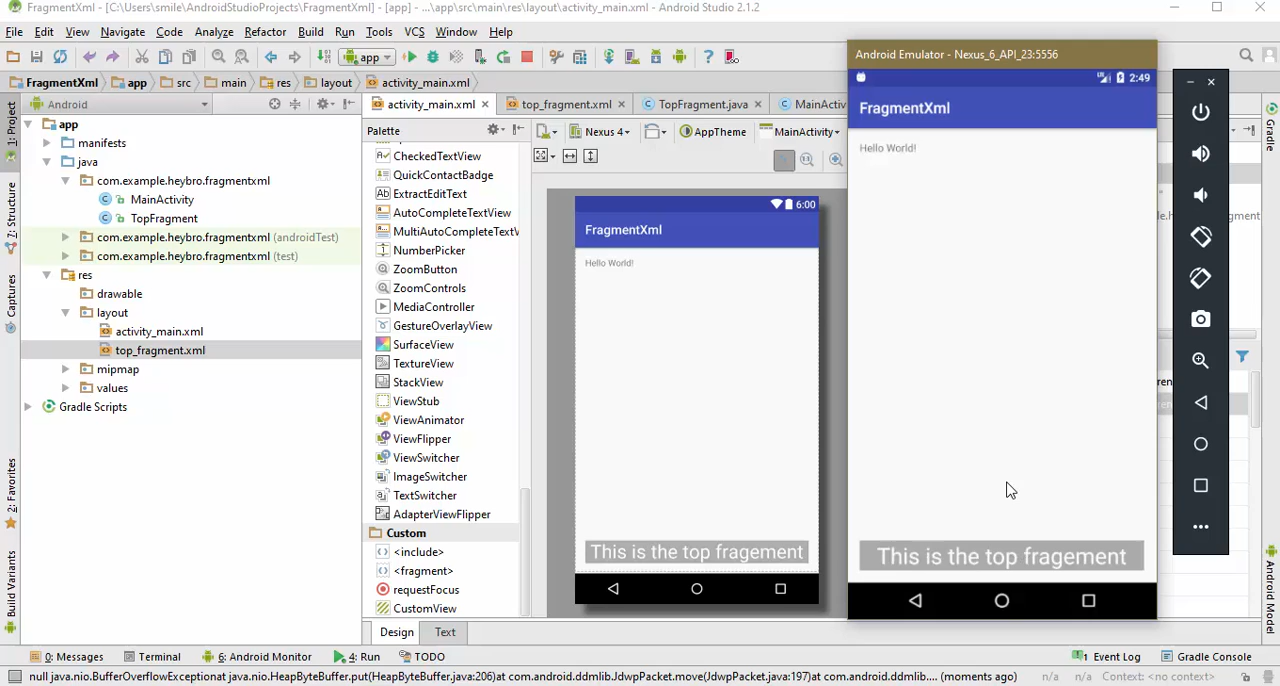 FragmentXml - [C:\Users\smile\AndroidStudioProjects\FragmentXml] - [app] - ...\app\src\main\res\layout\activity_main.xml - Android Studio 2.1.2
File Edit View Navigate Code Analyze Refactor Build Run Tools VCS Window Help
app
FragmentXml app src main res layout activity_main.xml
Android
activity_main.xml top_fragment.xml TopFragment.java MainActiv
1: Project
Z: Structure
Captures
2: Favorites
Build Variants
app
manifests
java
com.example.heybro.fragmentxml
MainActivity
TopFragment
com.example.heybro.fragmentxml (androidTest)
com.example.heybro.fragmentxml (test)
res
drawable
layout
activity_main.xml
top_fragment.xml
mipmap
values
Gradle Scripts
Palette
CheckedTextView
QuickContactBadge
ExtractEditText
AutoCompleteTextView
MultiAutoCompleteTextV
NumberPicker
ZoomButton
ZoomControls
MediaController
GestureOverlayView
SurfaceView
TextureView
StackView
ViewStub
ViewAnimator
ViewFlipper
ViewSwitcher
ImageSwitcher
TextSwitcher
AdapterViewFlipper
Custom
<include>
<fragment>
requestFocus
CustomView
Design Text
Nexus 4 AppTheme MainActivity
6:00
FragmentXml
Hello World!
This is the top fragement
Android Emulator - Nexus_6_API_23:5556
2:49
FragmentXml
Hello World!
This is the top fragement
Gradle
Android Model
0: Messages Terminal 6: Android Monitor 4: Run TODO 1 Event Log Gradle Console
null java.nio.BufferOverflowExceptionat java.nio.HeapByteBuffer.put(HeapByteBuffer.java:206) at com.android.ddmlib.JdwpPacket.move(JdwpPacket.java:197)at com.android.ddmlib.... (moments ago) n/a n/a Context: <no context>